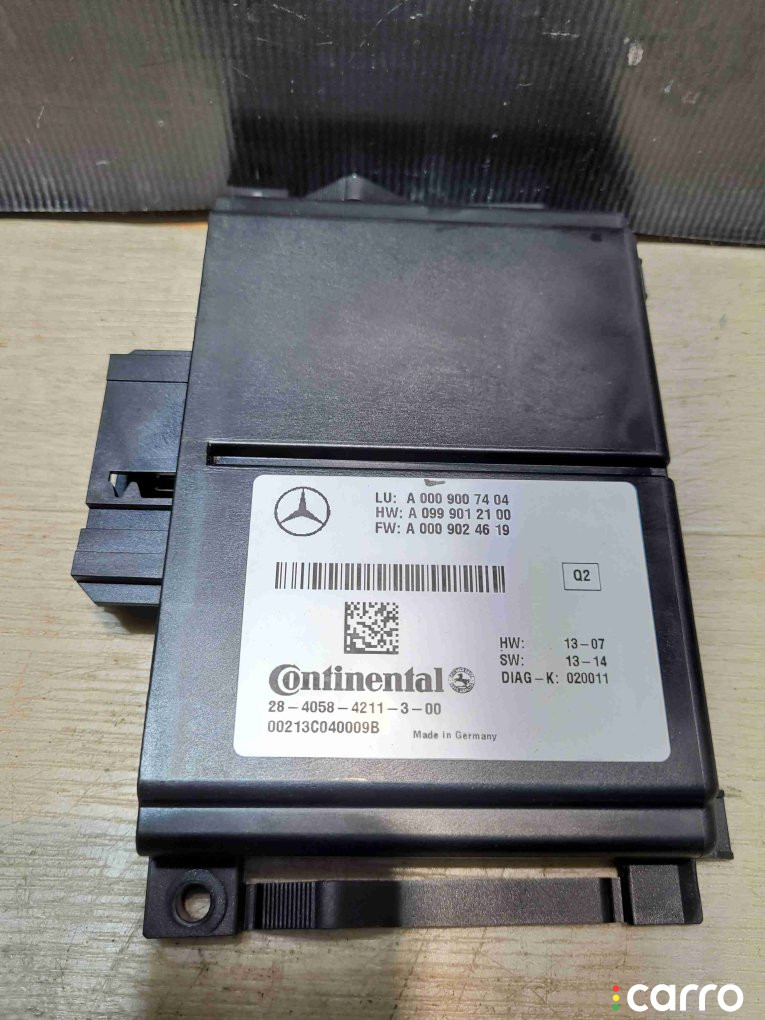 LU: A 000 900 74 04
HW: A 099 901 21 00
FW: A 000 902 46 19
Q2
HW: 13-07
SW: 13-14
DIAG-K: 020011
Continental
28-4058-4211-3-00
00213C040009B
Made in Germany
carro